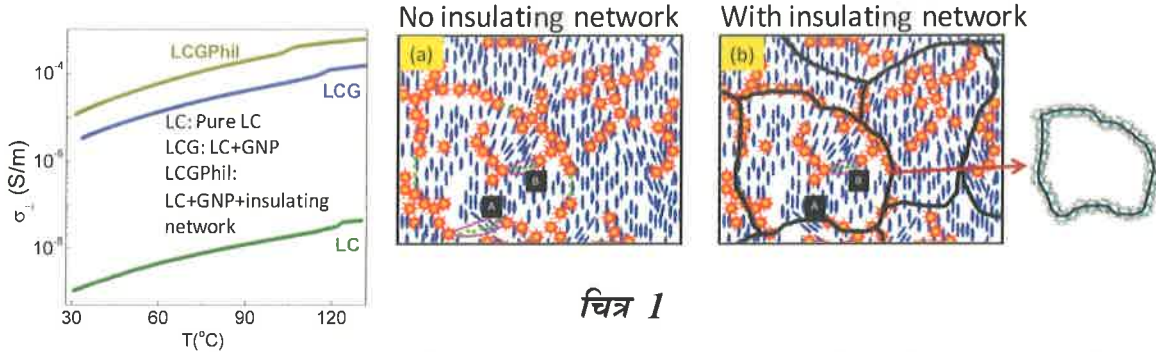 No insulating network
With insulating network
(a)
(b)
B
A
B
A
σ⊥ (S/m)
10⁻⁴
10⁻⁶
10⁻⁸
LCGPhil
LCG
LC: Pure LC
LCG: LC+GNP
LCGPhil:
LC+GNP+insulating
network
LC
30
60
90
120
T(°C)
चित्र 1